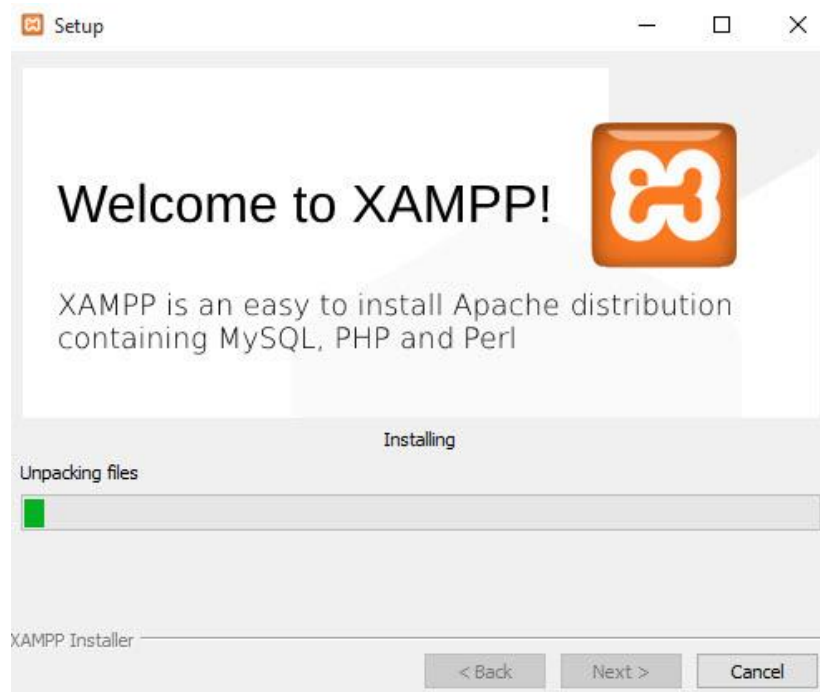 Setup
Welcome to XAMPP!
XAMPP is an easy to install Apache distribution
containing MySQL, PHP and Perl
Installing
Unpacking files
XAMPP Installer
< Back
Next >
Cancel